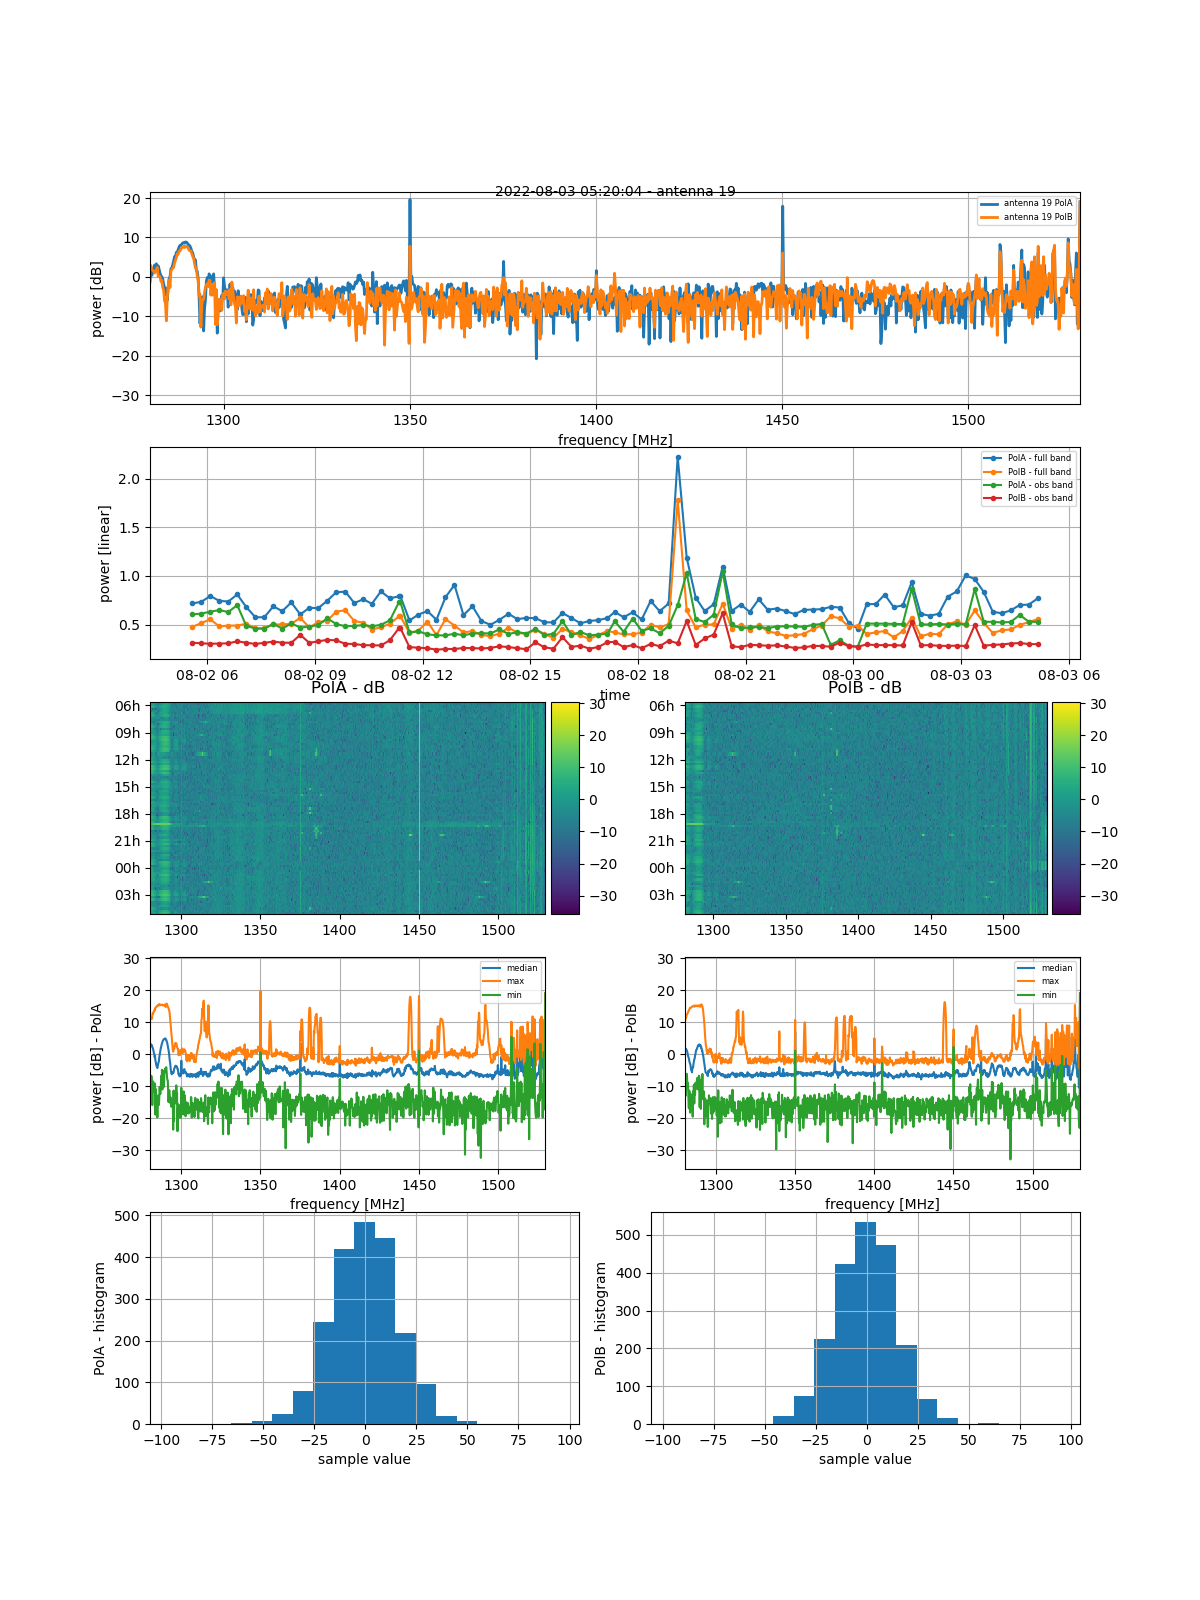 2022-08-03 05:20:04 - antenna 19
power [dB]
20
10
0
−10
−20
−30
antenna 19 PolA
antenna 19 PolB
1300 1350 1400 1450 1500
frequency [MHz]
power [linear]
2.0
1.5
1.0
0.5
PolA - full band
PolB - full band
PolA - obs band
PolB - obs band
08-02 06 08-02 09 08-02 12 08-02 15 08-02 18 08-02 21 08-03 00 08-03 03 08-03 06
time
PolA - dB
06h
09h
12h
15h
18h
21h
00h
03h
1300 1350 1400 1450 1500
30
20
10
0
−10
−20
−30
PolB - dB
06h
09h
12h
15h
18h
21h
00h
03h
1300 1350 1400 1450 1500
30
20
10
0
−10
−20
−30
power [dB] - PolA
30
20
10
0
−10
−20
−30
median
max
min
1300 1350 1400 1450 1500
frequency [MHz]
power [dB] - PolB
30
20
10
0
−10
−20
−30
median
max
min
1300 1350 1400 1450 1500
frequency [MHz]
PolA - histogram
500
400
300
200
100
0
−100 −75 −50 −25 0 25 50 75 100
sample value
PolB - histogram
500
400
300
200
100
0
−100 −75 −50 −25 0 25 50 75 100
sample value